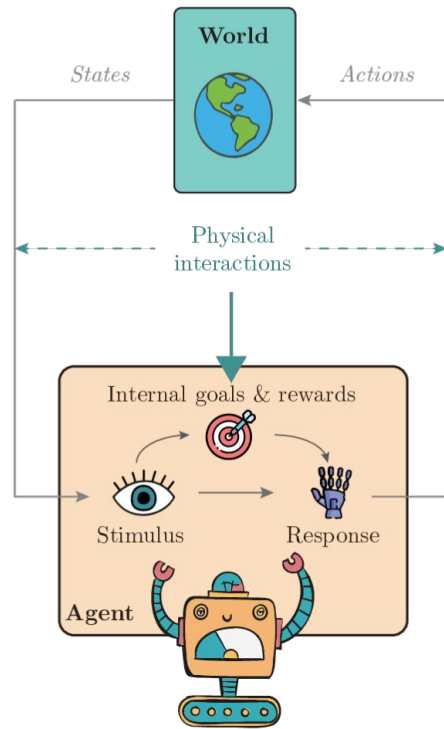 World
States
Actions
Physical
interactions
Internal goals & rewards
Stimulus
Response
Agent